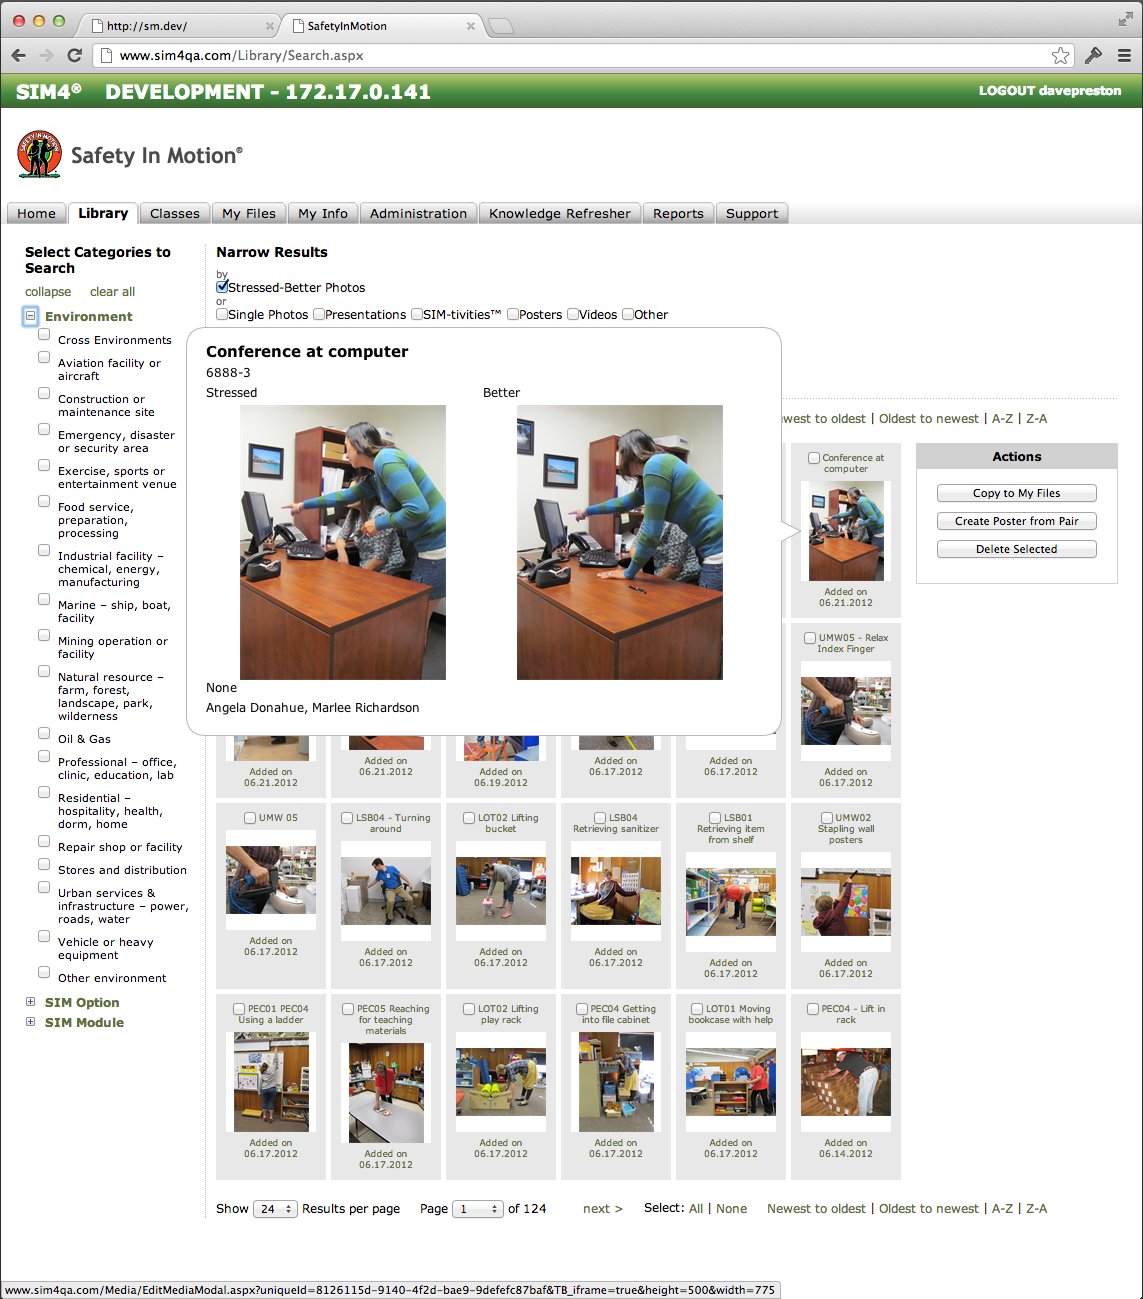 http://sm.dev/
SafetyInMotion
www.sim4qa.com/Library/Search.aspx
SIM4® DEVELOPMENT - 172.17.0.141
LOGOUT davepreston
SAFETY IN MOTION
Safety In Motion®
Home
Library
Classes
My Files
My Info
Administration
Knowledge Refresher
Reports
Support
Select Categories to
Search
collapse clear all
Environment
Cross Environments
Aviation facility or
aircraft
Construction or
maintenance site
Emergency, disaster
or security area
Exercise, sports or
entertainment venue
Food service,
preparation,
processing
Industrial facility –
chemical, energy,
manufacturing
Marine – ship, boat,
facility
Mining operation or
facility
Natural resource –
farm, forest,
landscape, park,
wilderness
Oil & Gas
Professional – office,
clinic, education, lab
Residential –
hospitality, health,
dorm, home
Repair shop or facility
Stores and distribution
Urban services &
infrastructure – power,
roads, water
Vehicle or heavy
equipment
Other environment
SIM Option
SIM Module
Narrow Results
by
Stressed-Better Photos
or
Single Photos Presentations SIM-tivities™ Posters Videos Other
Conference at computer
6888-3
Stressed
Better
None
Angela Donahue, Marlee Richardson
ewest to oldest | Oldest to newest | A-Z | Z-A
Conference at
computer
Added on
06.21.2012
Actions
Copy to My Files
Create Poster from Pair
Delete Selected
UMW05 - Relax
Index Finger
Added on
06.21.2012
Added on
06.21.2012
Added on
06.19.2012
Added on
06.17.2012
Added on
06.17.2012
Added on
06.17.2012
UMW 05
Added on
06.17.2012
LSB04 - Turning
around
Added on
06.17.2012
LOT02 Lifting
bucket
Added on
06.17.2012
LSB04
Retrieving sanitizer
Added on
06.17.2012
LSB01
Retrieving item
from shelf
Added on
06.17.2012
UMW02
Stapling wall
posters
Added on
06.17.2012
PEC01 PEC04
Using a ladder
Added on
06.17.2012
PEC05 Reaching
for teaching
materials
Added on
06.17.2012
LOT02 Lifting
play rack
Added on
06.17.2012
PEC04 Getting
into file cabinet
Added on
06.17.2012
LOT01 Moving
bookcase with help
Added on
06.17.2012
PEC04 - Lift in
rack
Added on
06.14.2012
Show 24 Results per page Page 1 of 124 next > Select: All | None Newest to oldest | Oldest to newest | A-Z | Z-A
www.sim4qa.com/Media/EditMediaModal.aspx?uniqueId=8126115d-9140-4f2d-bae9-9defefc87baf&TB_iframe=true&height=500&width=775